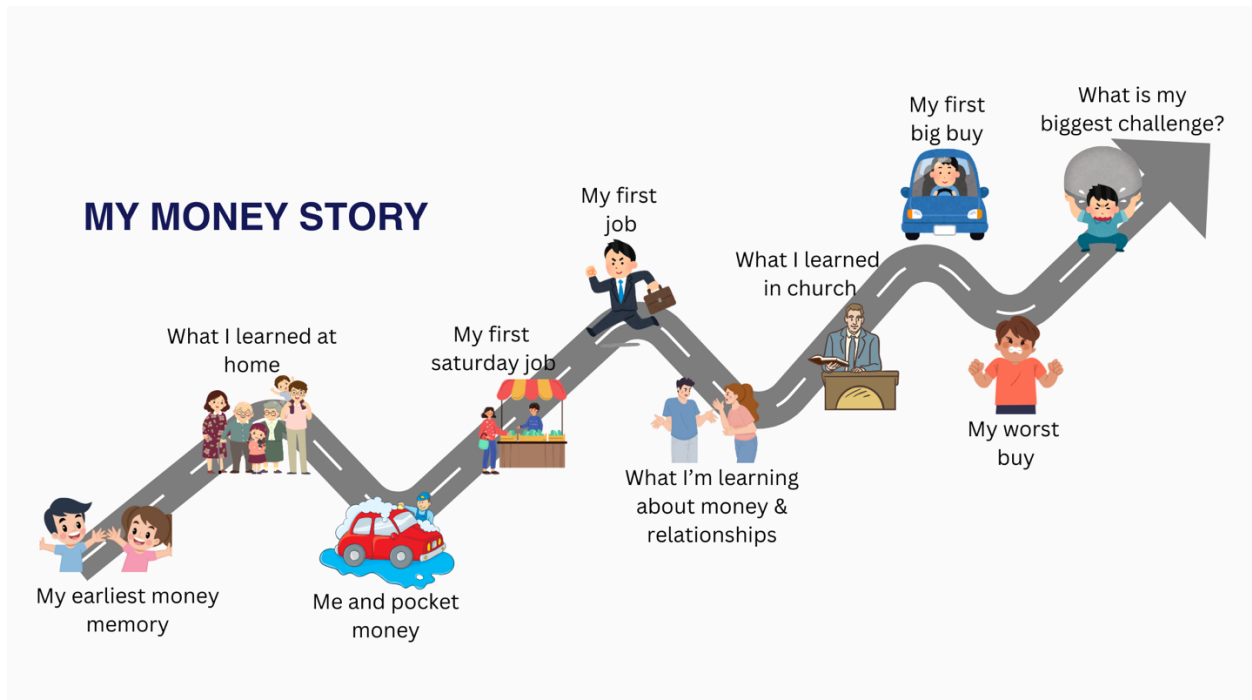 MY MONEY STORY
My earliest money
memory
What I learned at
home
Me and pocket
money
My first
saturday job
My first
job
What I'm learning
about money &
relationships
What I learned
in church
My first
big buy
My worst
buy
What is my
biggest challenge?